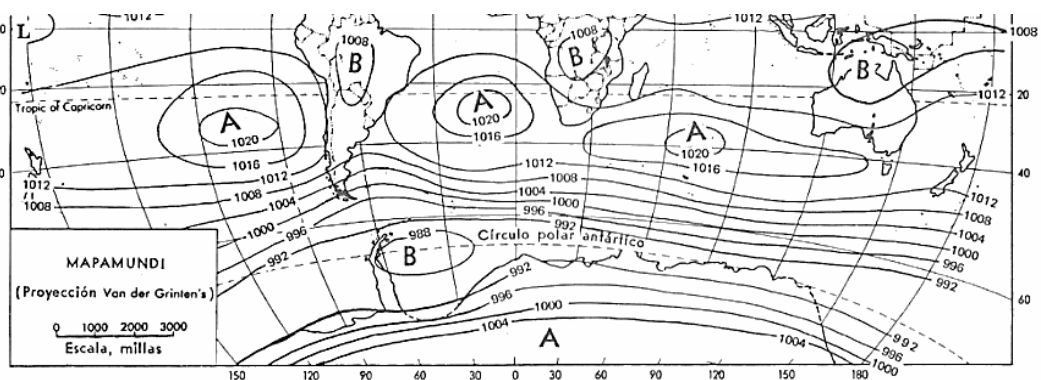 1012
1012
1008
L
0
1008
1008
B
B
B
A
1020
1016
A
1020
1016
A
1020
1016
1012
20
Tropic of Capricorn
0
40
1012
1008
1012
1008
1004
1000
996
992
1012
1008
1004
1000
996
992
1012
1008
1004
1000
996
992
60
988
B
Círculo polar antártico
992
996
1000
1004
A
992
996
1004
1000
MAPAMUNDI
(Proyección Van der Grinten's)
0 1000 2000 3000
Escala, millas
150 120 90 60 30 0 30 60 90 120 150 180